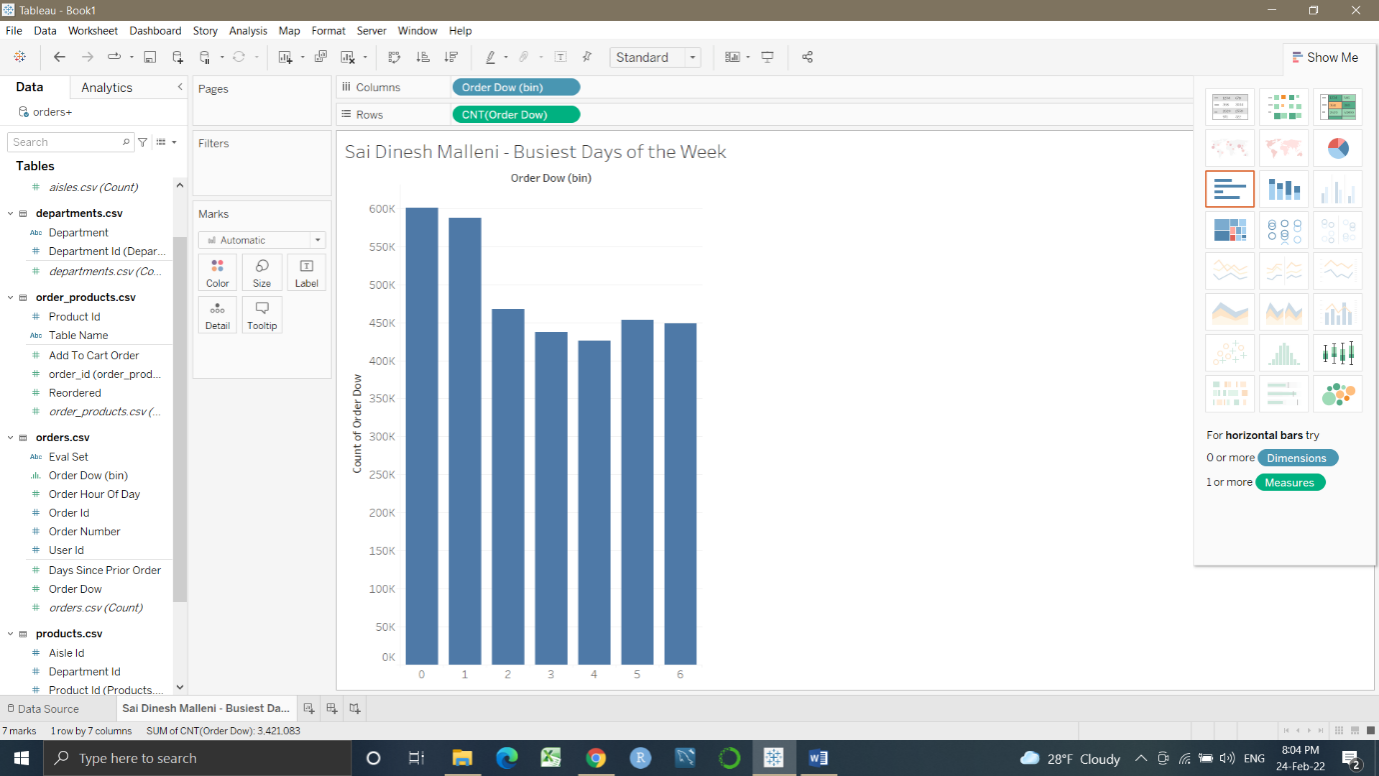 Tableau - Book1
File Data Worksheet Dashboard Story Analysis Map Format Server Window Help
Standard
Show Me
Data Analytics
orders+
Search
Tables
aisles.csv (Count)
departments.csv
Abc Department
Department Id (Depar...
departments.csv (Co...
order_products.csv
Product Id
Abc Table Name
Add To Cart Order
order_id (order_prod...
Reordered
order_products.csv (...
orders.csv
Abc Eval Set
Order Dow (bin)
Order Hour Of Day
Order Id
Order Number
User Id
Days Since Prior Order
Order Dow
orders.csv (Count)
products.csv
Aisle Id
Department Id
Product Id (Products....
Pages
Filters
Marks
Automatic
Color Size Label
Detail Tooltip
Columns Order Dow (bin)
Rows CNT(Order Dow)
Sai Dinesh Malleni - Busiest Days of the Week
Order Dow (bin)
Count of Order Dow
600K
550K
500K
450K
400K
350K
300K
250K
200K
150K
100K
50K
0K
0 1 2 3 4 5 6
For horizontal bars try
0 or more Dimensions
1 or more Measures
Data Source Sai Dinesh Malleni - Busiest Da...
7 marks 1 row by 7 columns SUM of CNT(Order Dow): 3,421,083
Type here to search
28°F Cloudy
ENG
8:04 PM
24-Feb-22
2